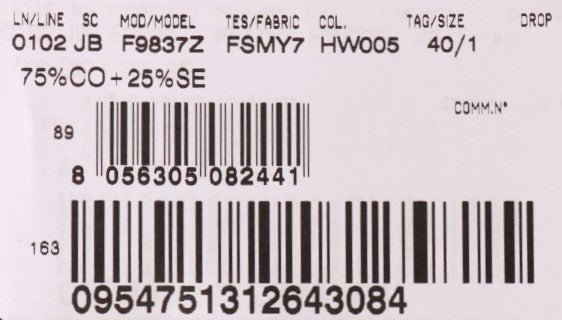 LN/LINE SC MOD/MODEL TES/FABRIC COL. TAG/SIZE DROP
0102 JB F9837Z FSMY7 HW005 40/1
75%CO+25%SE
COMM.N°
89
8 056305 082441
163
0954751312643084